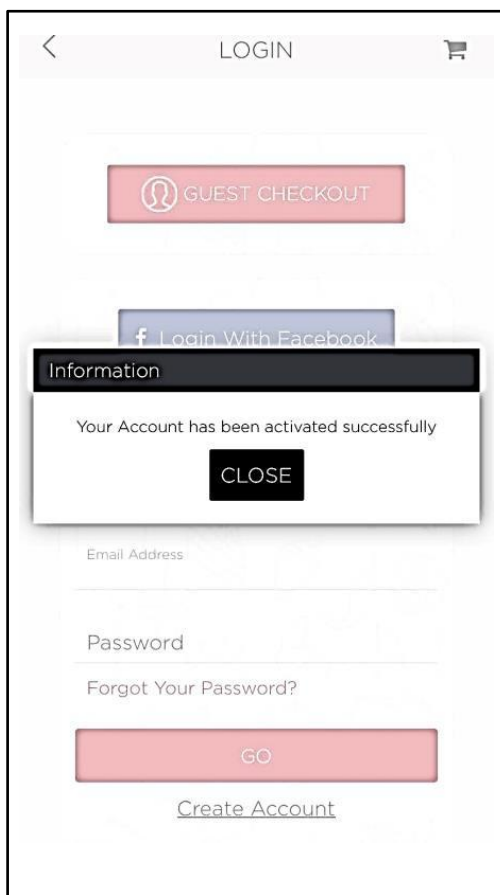 LOGIN
GUEST CHECKOUT
f Login With Facebook
Information
Your Account has been activated successfully
CLOSE
Email Address
Password
Forgot Your Password?
GO
Create Account